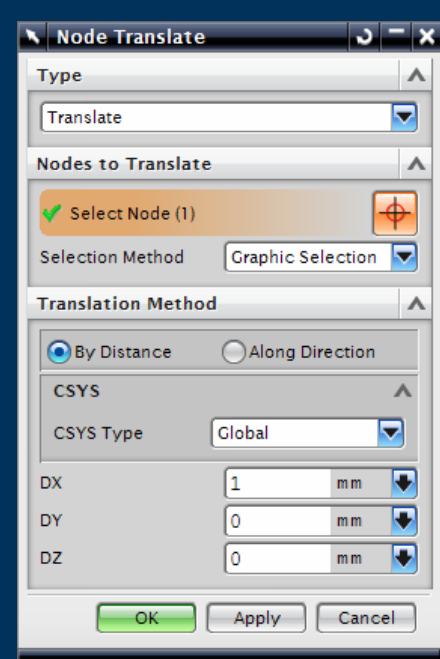 Node Translate
Type
Translate
Nodes to Translate
Select Node (1)
Selection Method Graphic Selection
Translation Method
By Distance Along Direction
CSYS
CSYS Type Global
DX 1 mm
DY 0 mm
DZ 0 mm
OK Apply Cancel